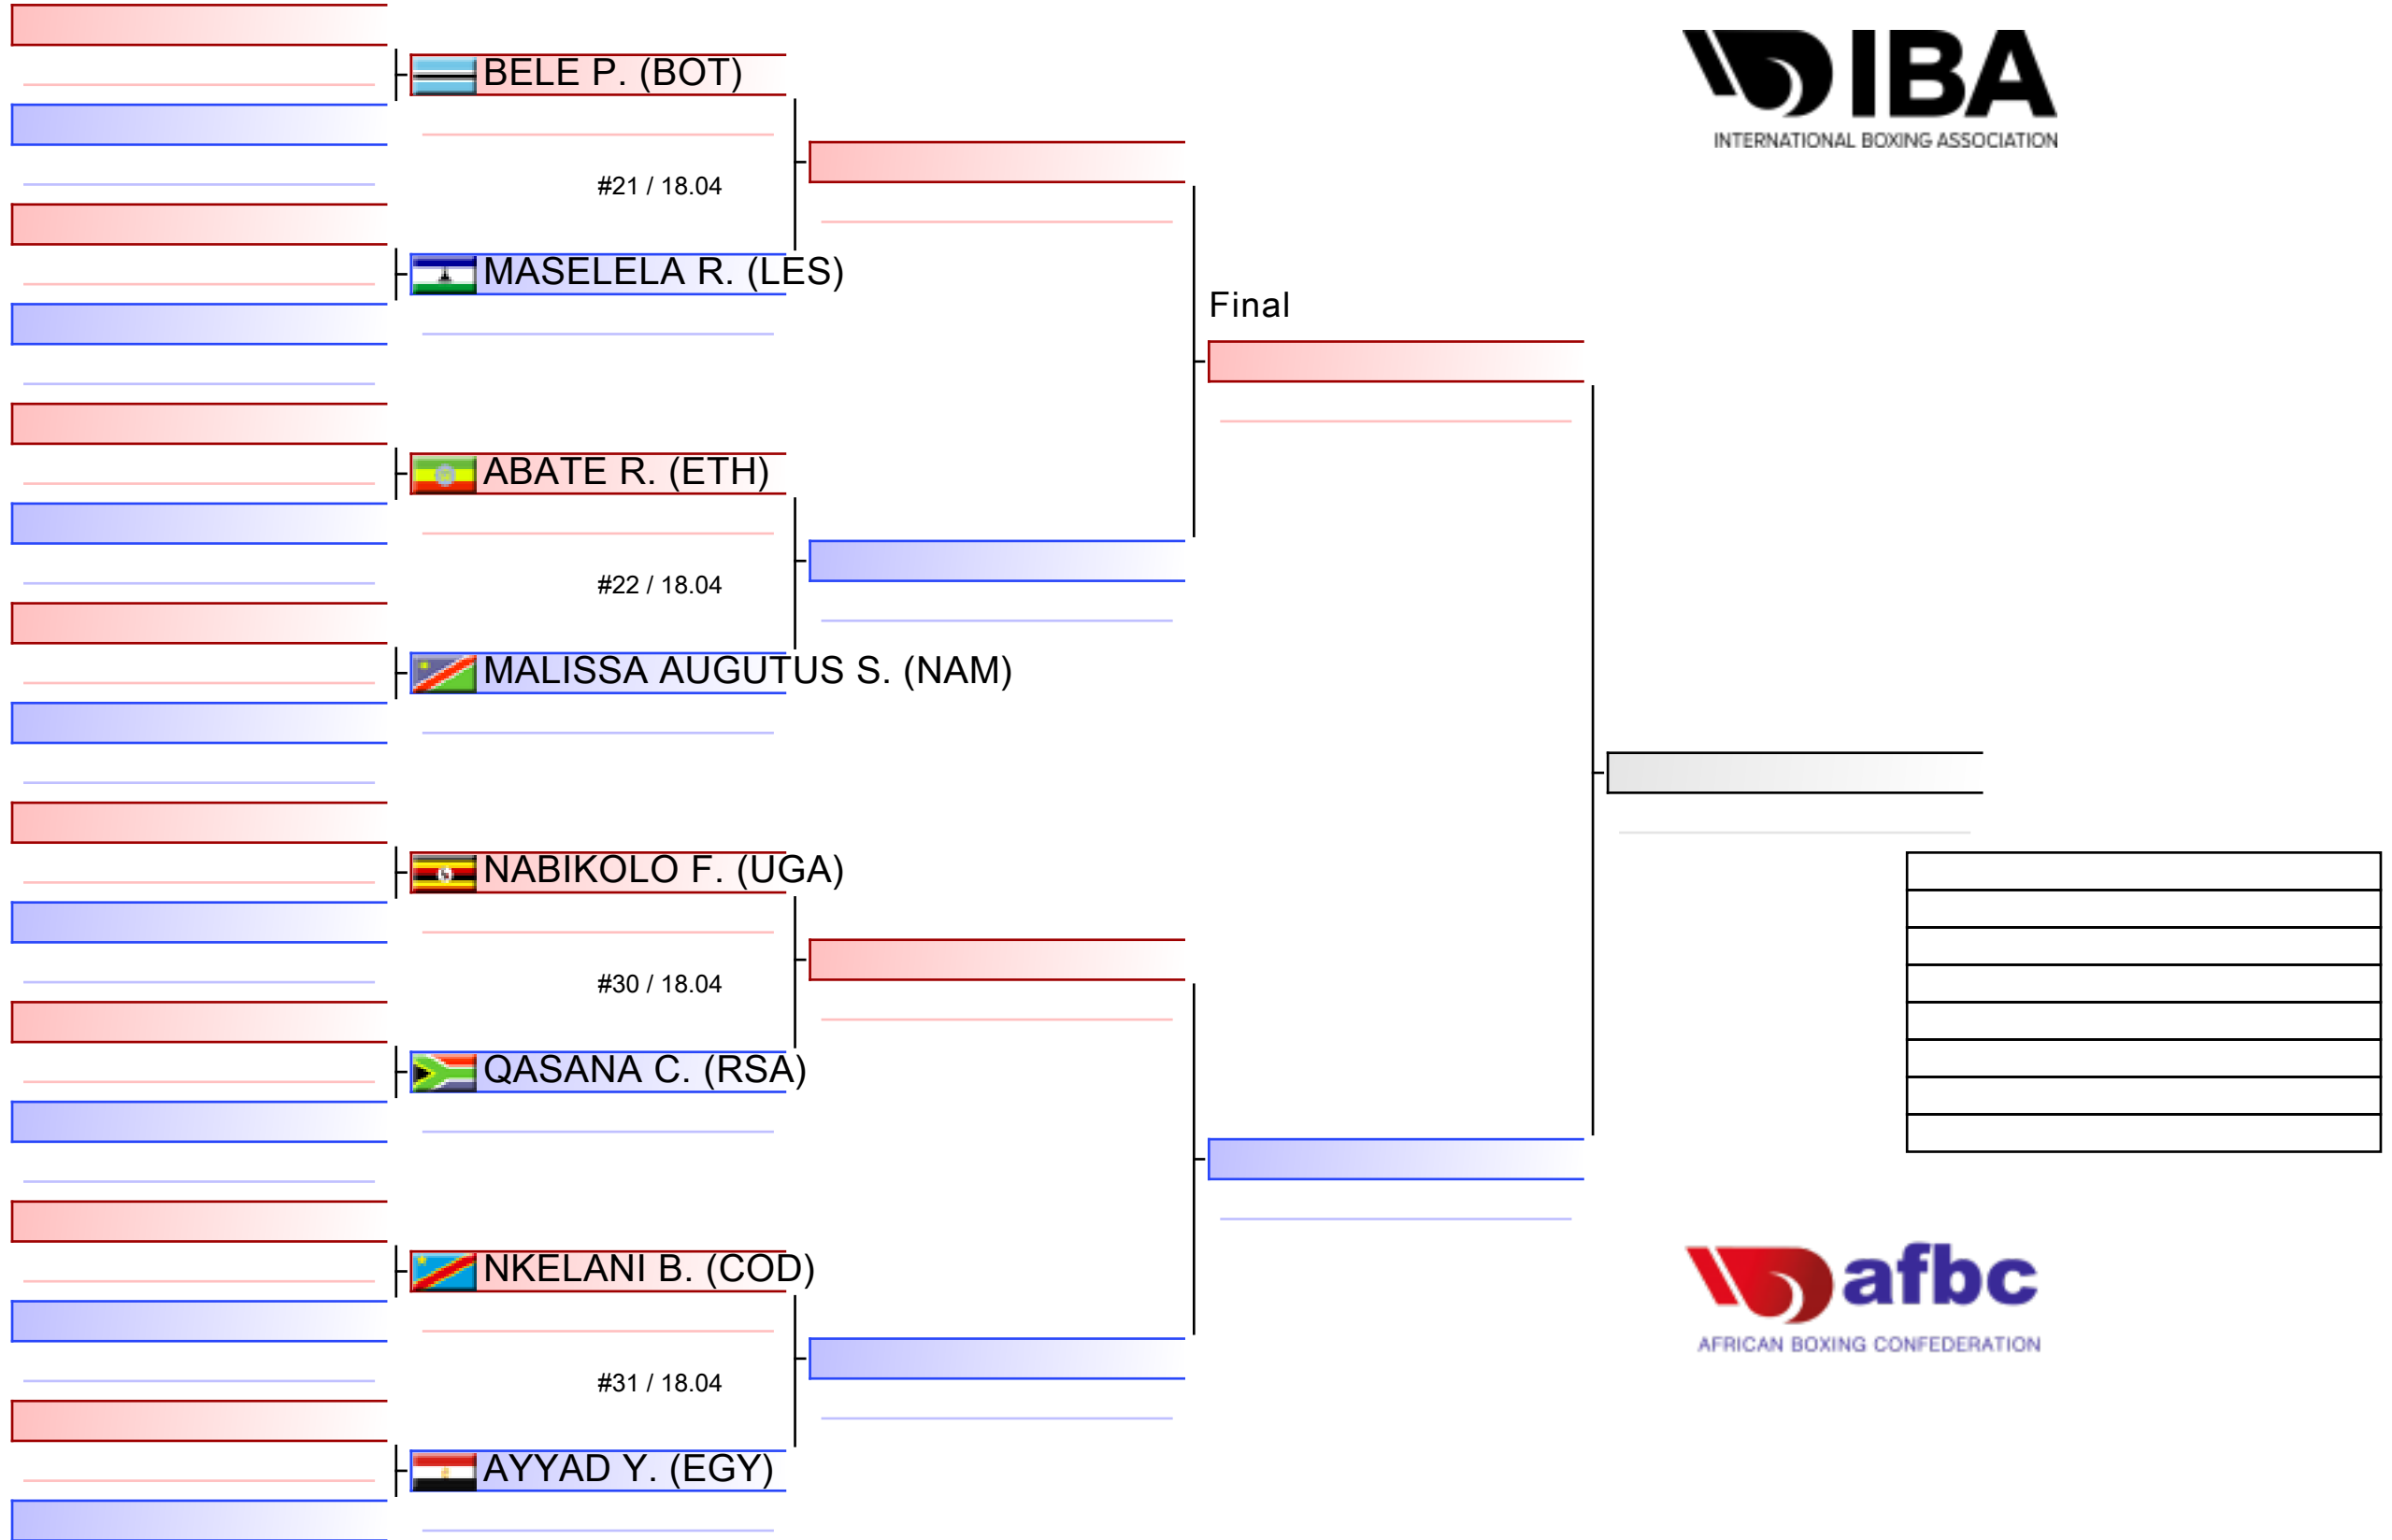 IBA
INTERNATIONAL BOXING ASSOCIATION
BELE P. (BOT)
#21 / 18.04
MASELELA R. (LES)
Final
ABATE R. (ETH)
#22 / 18.04
MALISSA AUGUTUS S. (NAM)
NABIKOLO F. (UGA)
#30 / 18.04
QASANA C. (RSA)
NKELANI B. (COD)
afbc
AFRICAN BOXING CONFEDERATION
#31 / 18.04
AYYAD Y. (EGY)